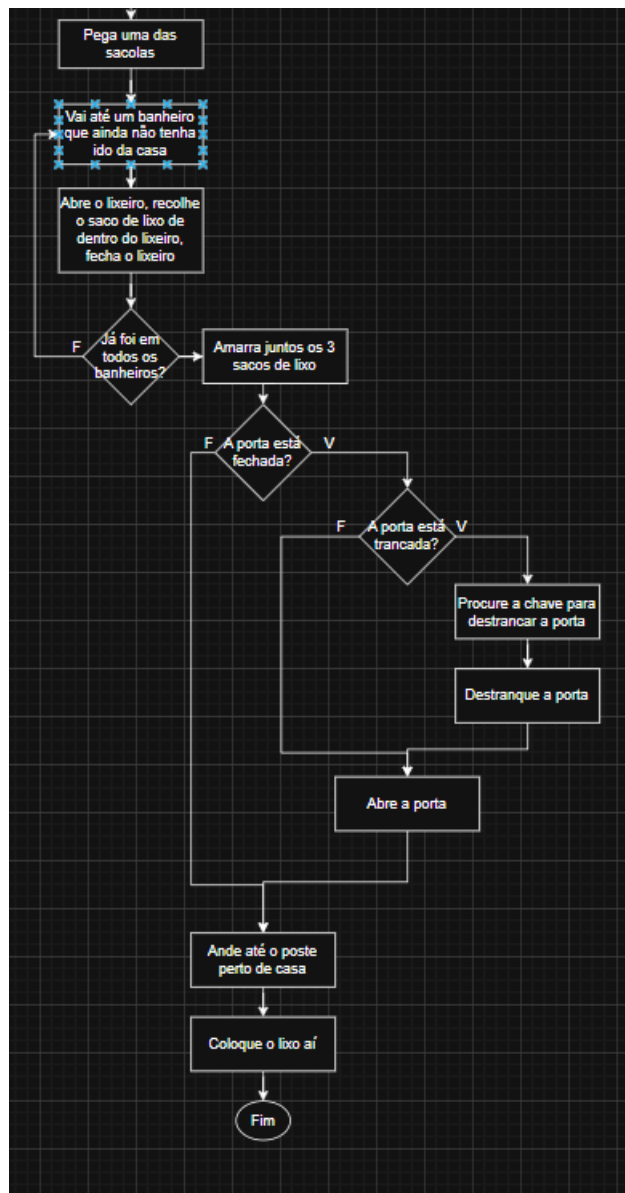 Pega uma das
sacolas
Vai até um banheiro
que ainda não tenha
ido da casa
Abre o lixeiro, recolhe
o saco de lixo de
dentro do lixeiro,
fecha o lixeiro
F
Já foi em
todos os
banheiros?
Amarra juntos os 3
sacos de lixo
F
A porta está
fechada?
V
F
A porta está
trancada?
V
Procure a chave para
destrancar a porta
Destranque a porta
Abre a porta
Ande até o poste
perto de casa
Coloque o lixo aí
Fim